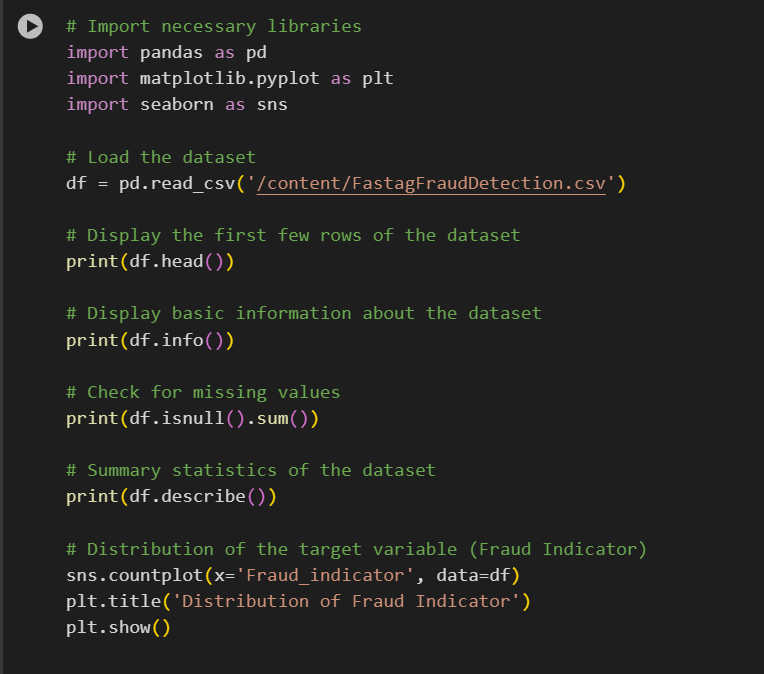 # Import necessary libraries
import pandas as pd
import matplotlib.pyplot as plt
import seaborn as sns
# Load the dataset
df = pd.read_csv('/content/FastagFraudDetection.csv')
# Display the first few rows of the dataset
print(df.head())
# Display basic information about the dataset
print(df.info())
# Check for missing values
print(df.isnull().sum())
# Summary statistics of the dataset
print(df.describe())
# Distribution of the target variable (Fraud Indicator)
sns.countplot(x='Fraud_indicator', data=df)
plt.title('Distribution of Fraud Indicator')
plt.show()